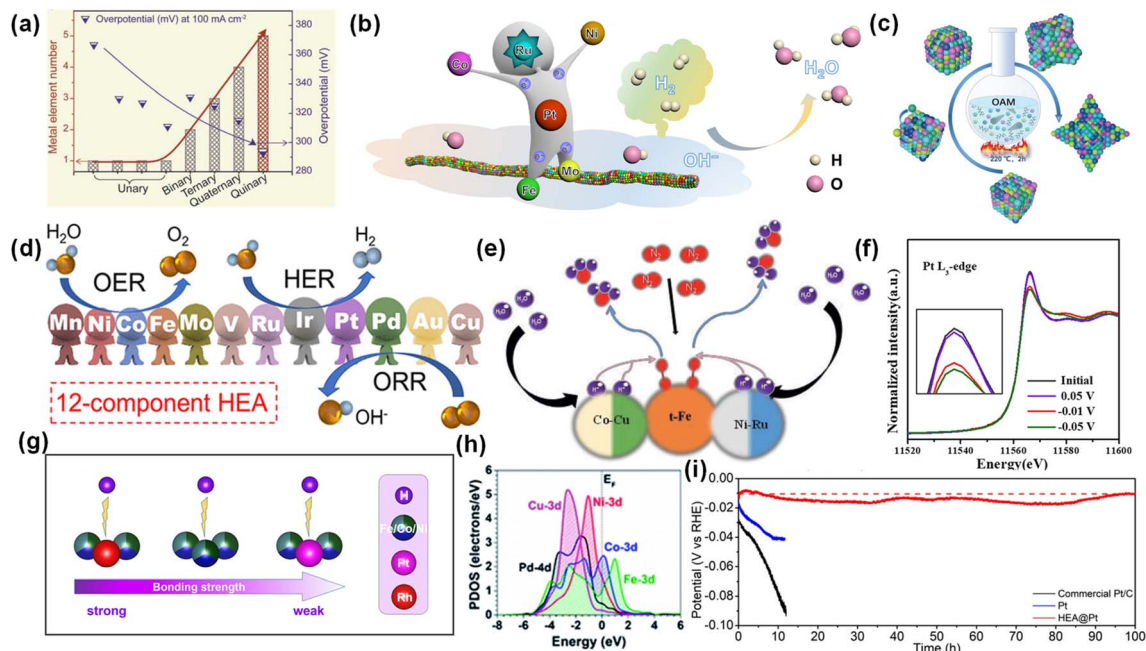 (a)
Overpotential (mV) at 100 mA cm⁻²
Metal element number
5
4
3
2
1
380
360
340
320
300
280
Overpotential (mV)
Unary
Binary
Ternary
Quaternary
Quinary
(b)
Co
Ru
Ni
Pt
Fe
Mo
H₂
H₂O
OH⁻
H
O
(c)
OAM
220 °C, 2h
(d)
H₂O
O₂
H₂
OER
HER
Mn Ni Co Fe Mo V Ru Ir Pt Pd Au Cu
12-component HEA
ORR
OH⁻
(e)
N₂
N₂
N₂
N₂
H₂O
H₂O
H⁺
H⁺
H⁺
H⁺
Co-Cu
t-Fe
Ni-Ru
(f)
Normalized intensity(a.u.)
Pt L₃-edge
Initial
0.05 V
-0.01 V
-0.05 V
11520 11540 11560 11580 11600
Energy(eV)
(g)
H
Fe/Co/Ni
Pt
Rh
Bonding strength
strong
weak
(h)
PDOS (electrons/eV)
6
5
4
3
2
1
0
E_F
Cu-3d
Ni-3d
Co-3d
Pd-4d
Fe-3d
-8 -6 -4 -2 0 2 4
Energy (eV)
(i)
Potential (V vs RHE)
0.00
-0.02
-0.04
-0.06
-0.08
-0.10
Commercial Pt/C
Pt
HEA@Pt
0 10 20 30 40 50 60 70 80 90 100
Time (h)